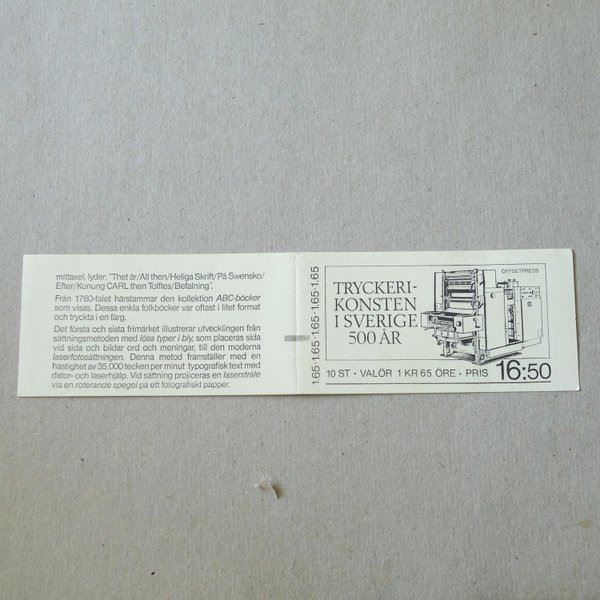 mittaxel, lyder: "Thet är/All then/Heliga Skrift/På Swensko/
Efter/Konung CARL then Tolftes/Befalning".
Från 1760-talet härstammar den kollektion ABC-böcker
som visas. Dessa enkla folkböcker var oftast i litet format
och tryckta i en färg.
Det första och sista frimärket illustrerar utvecklingen från
sättningsmetoden med lösa typer i bly, som placeras sida
vid sida och bildar ord och meningar, till den moderna
laserfotosättningen. Denna metod framställer med en
hastighet av 35.000 tecken per minut typografisk text med
dator- och laserhjälp. Vid sättning projiceras en laserstråle
via en roterande spegel på ett fotografiskt papper.
1.65·1.65·1.65·1.65·1.65·1.65
OFFSETPRESS
TRYCKERI-
KONSTEN
I SVERIGE
500 ÅR
10 ST · VALÖR 1 KR 65 ÖRE · PRIS 16:50